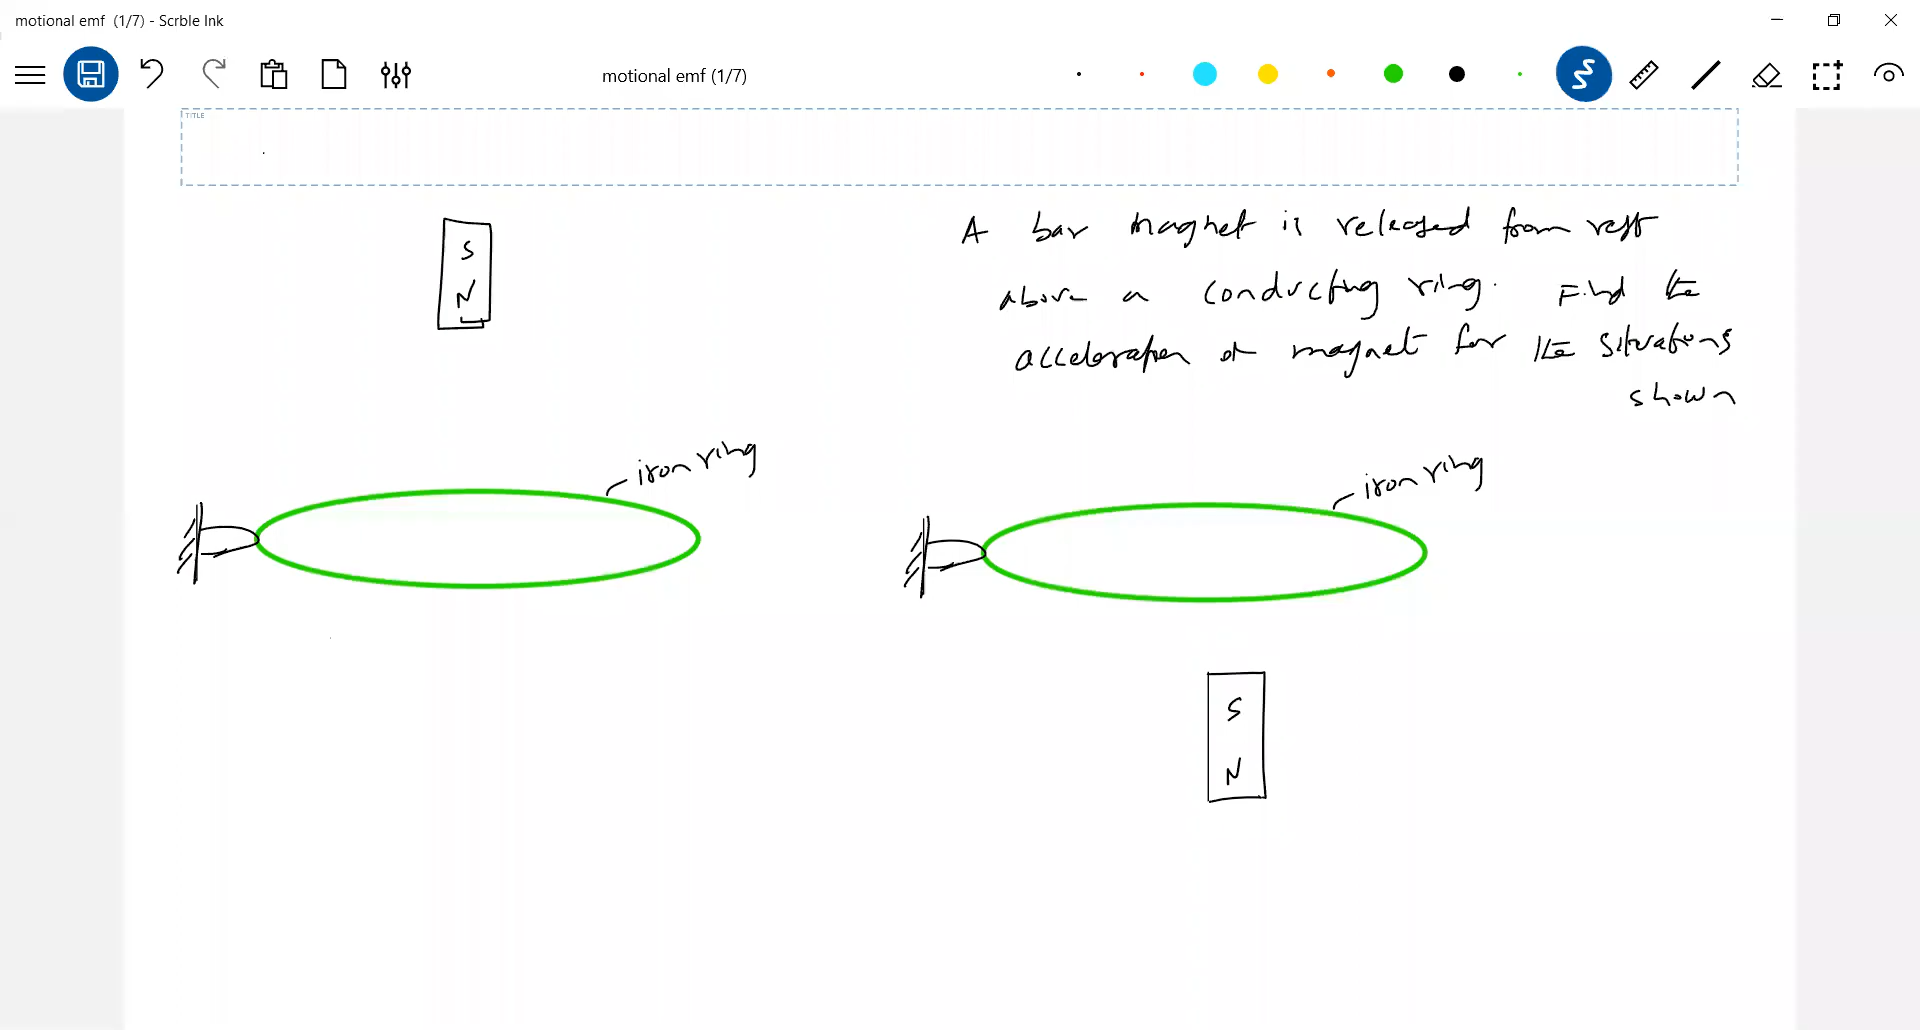 motional emf (1/7) - Scrble Ink
motional emf (1/7)
TITLE
S
N
A bar magnet is released from rest
above a conducting ring. Find the
acceleration of magnet for the situations
shown
iron ring
iron ring
S
N